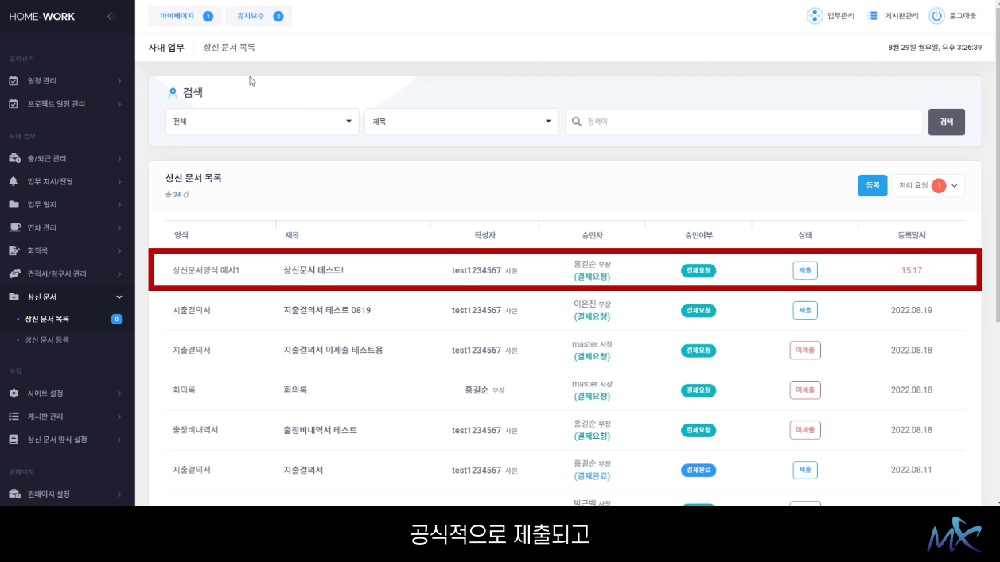 HOME-WORK
마이페이지 1
유지보수 2
업무관리
게시판관리
로그아웃
사내 업무
상신 문서 목록
8월 29일 월요일, 오후 3:26:39
일정관리
일정 관리
프로젝트 일정 관리
사내 업무
출/퇴근 관리
업무 지시/전달
업무 일지
연차 관리
회의록
견적서/청구서 관리
상신 문서
상신 문서 목록 0
상신 문서 등록
설정
사이트 설정
게시판 관리
상신 문서 양식 설정
원페이지
원페이지 설정
검색
전체
제목
검색어
검색
상신 문서 목록
총 24 건
등록
처리 요청 1
양식 제목 작성자 승인자 승인여부 상태 등록일시
상신문서양식 예시1 상신문서 테스트! test1234567 사원 홍길순 부장 결제요청 제출 15:17
(결제요청)
지출결의서 지출결의서 테스트 0819 test1234567 사원 이은진 부장 결제요청 제출 2022.08.19
(결제요청)
지출결의서 지출결의서 미제출 테스트용 test1234567 사원 master 사장 결제요청 미제출 2022.08.18
(결제요청)
회의록 회의록 홍길순 부장 master 사장 결제요청 미제출 2022.08.18
(결제요청)
출장비내역서 출장비내역서 테스트 test1234567 사원 홍길순 부장 결제요청 미제출 2022.08.18
(결제요청)
지출결의서 지출결의서 test1234567 사원 홍길순 부장 결제완료 제출 2022.08.11
(결제완료)
박근백 사장
공식적으로 제출되고
MX